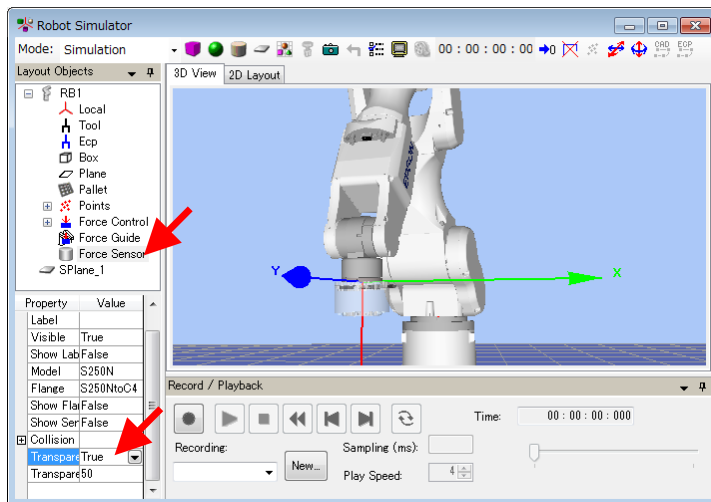 Robot Simulator
Mode: Simulation
00 : 00 : 00 : 00
CAD
ECP
Layout Objects
3D View
2D Layout
RB1
Local
Tool
Ecp
Box
Plane
Pallet
Points
Force Control
Force Guide
Force Sensor
SPlane_1
Y
X
EPSON
Property Value
Label
Visible True
Show Lab False
Model S250N
Flange S250NtoC4
Show Fla False
Show Ser False
Collision
Transpare True
Transpare 50
Record / Playback
Time: 00 : 00 : 00 : 000
Recording:
Sampling (ms):
New...
Play Speed: 4